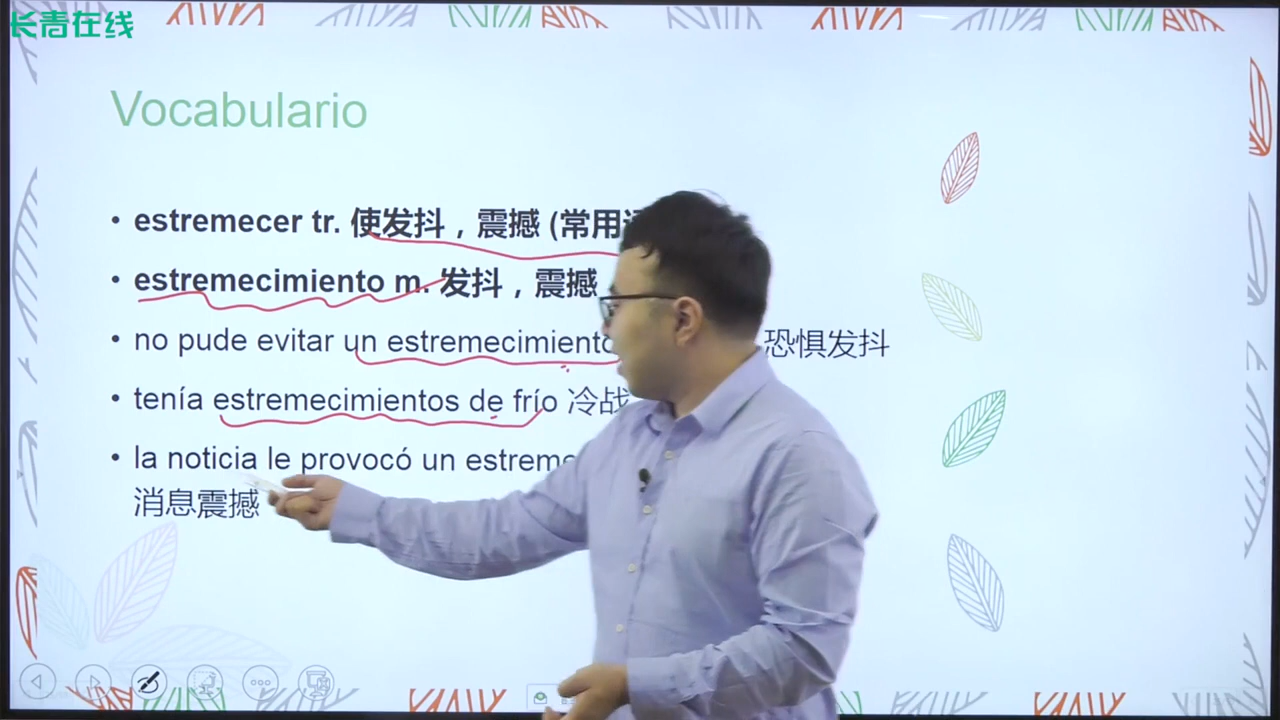 长青在线
Vocabulario
• estremecer tr. 使发抖，震撼 (常用
• estremecimiento m. 发抖，震撼
• no pude evitar un estremecimiento 恐惧发抖
• tenía estremecimientos de frío 冷战
• la noticia le provocó un
消息震撼